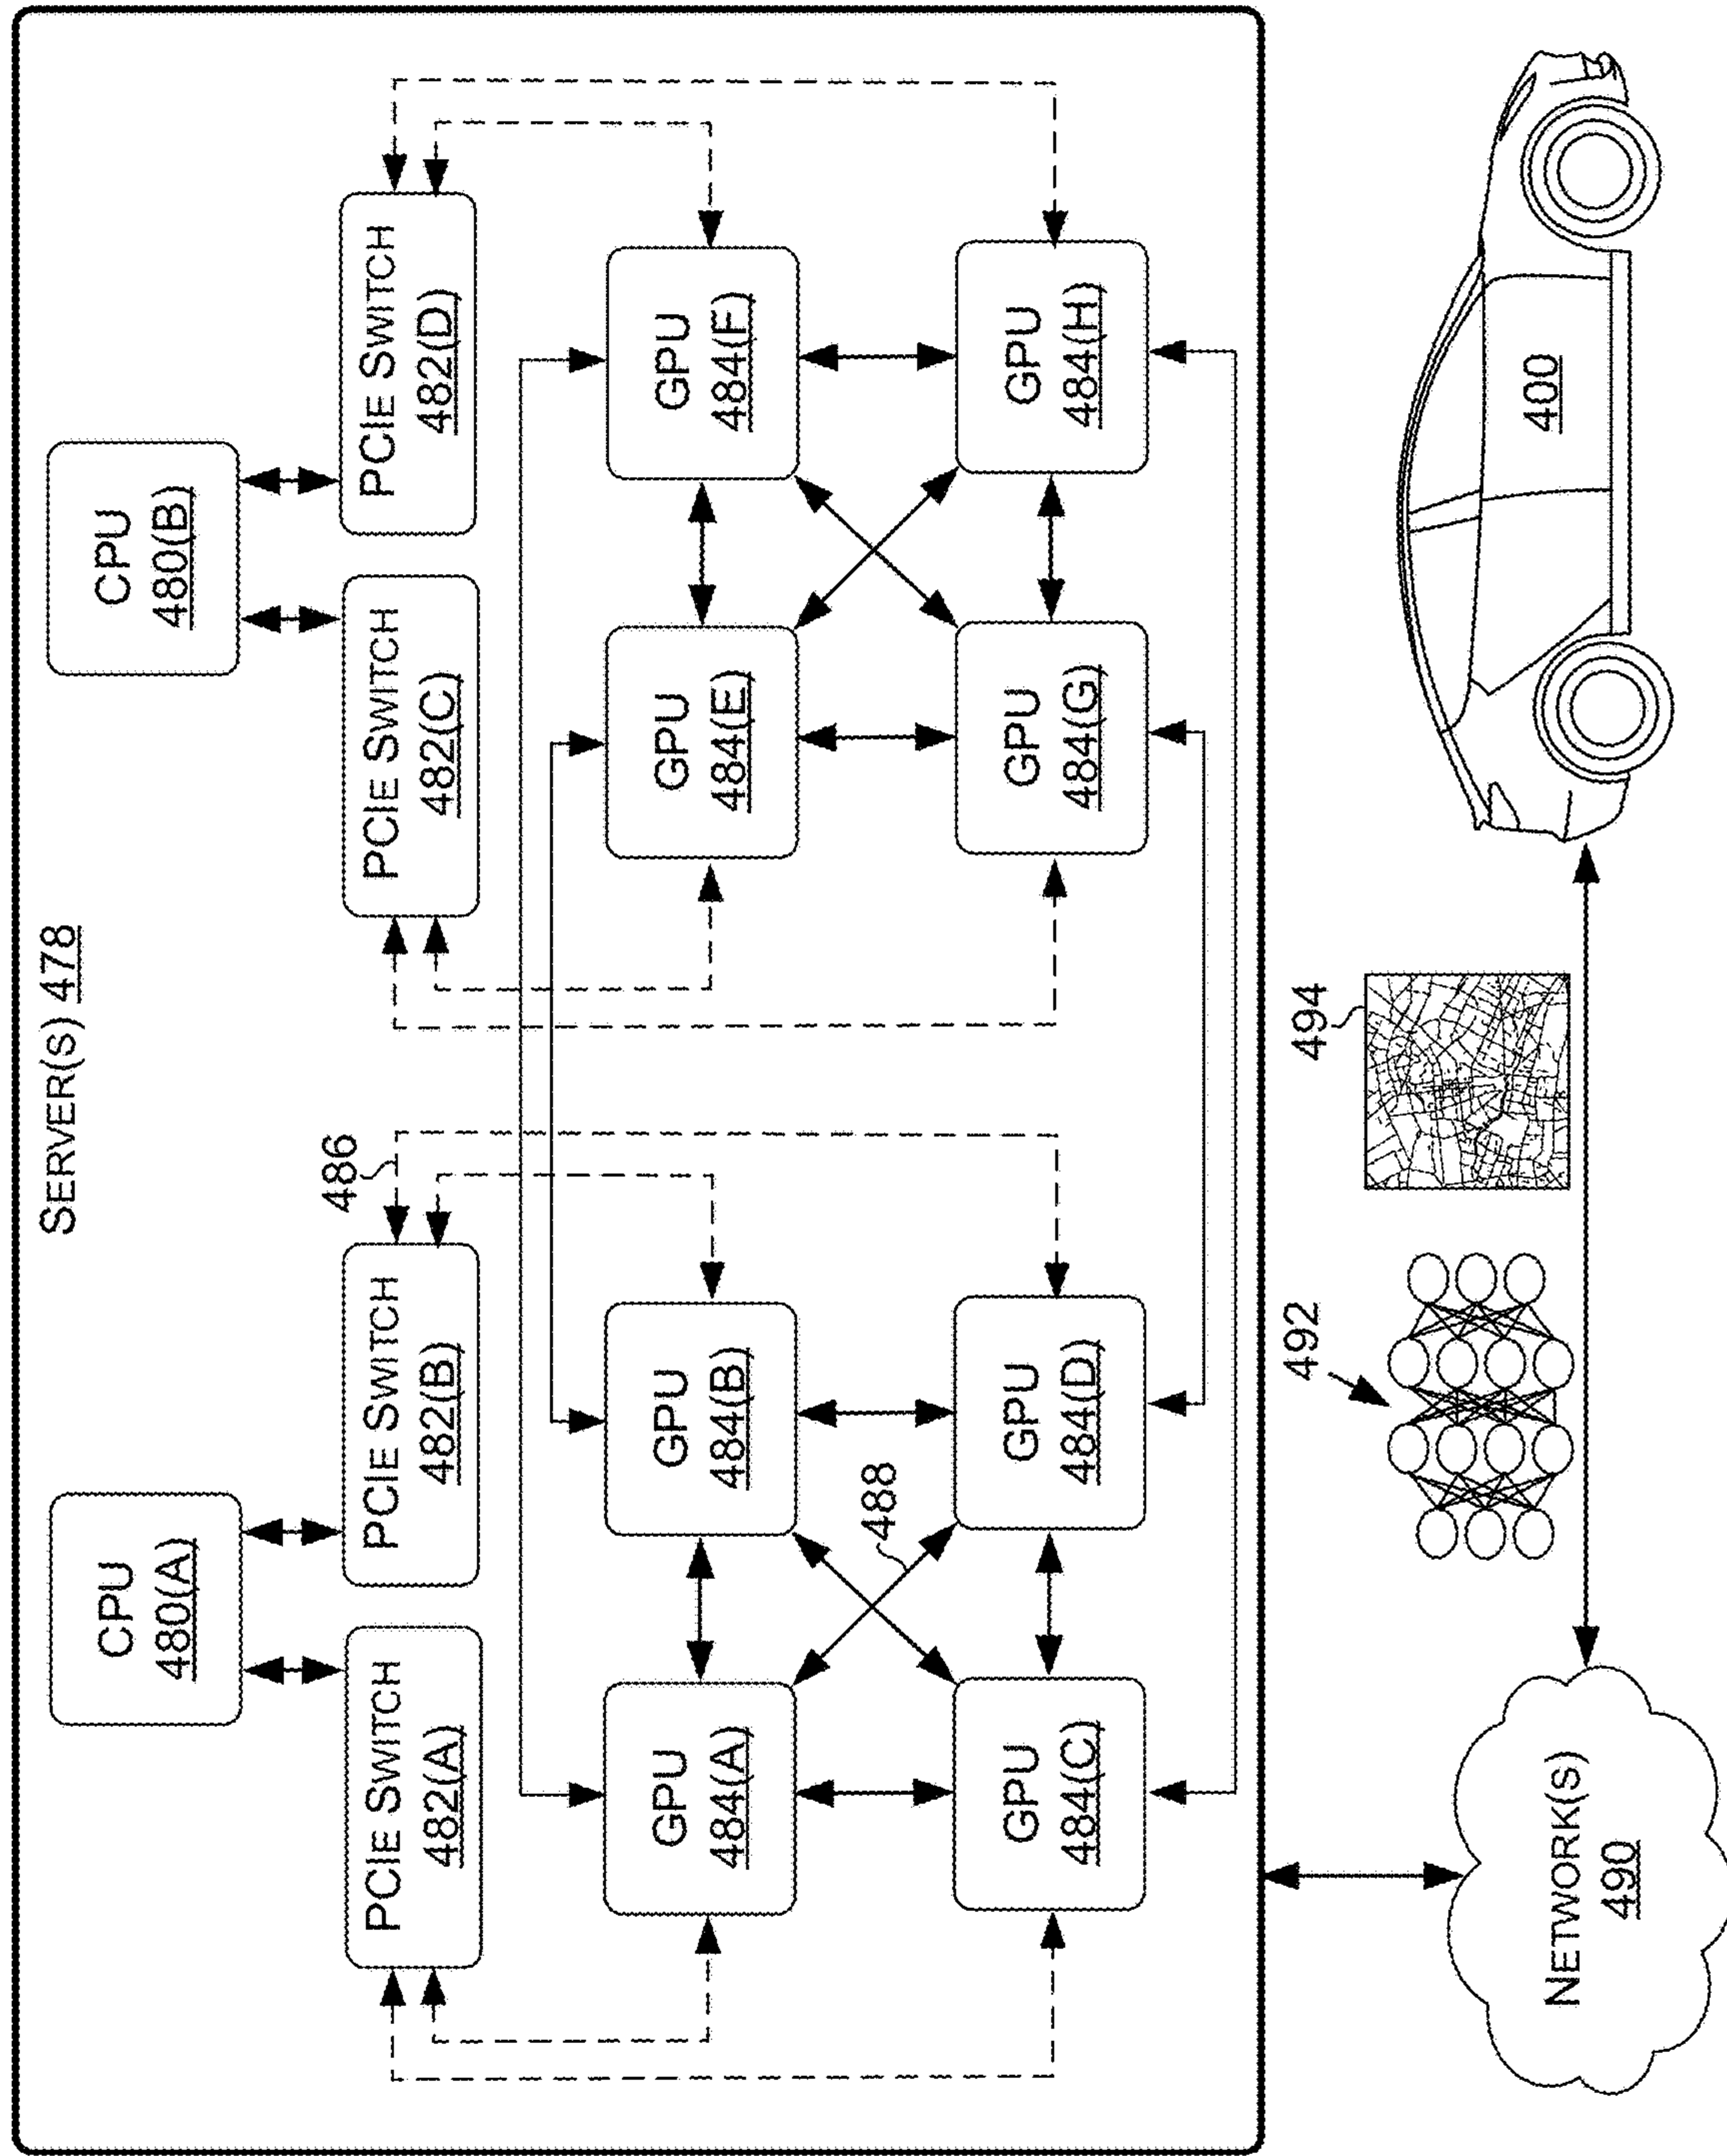 SERVER(S) 478
CPU
480(A)
CPU
480(B)
PCIE SWITCH
482(A)
PCIE SWITCH
482(B)
PCIE SWITCH
482(C)
PCIE SWITCH
482(D)
486
GPU
484(A)
GPU
484(B)
GPU
484(E)
GPU
484(F)
488
GPU
484(C)
GPU
484(D)
GPU
484(G)
GPU
484(H)
NETWORK(S)
490
492
494
400